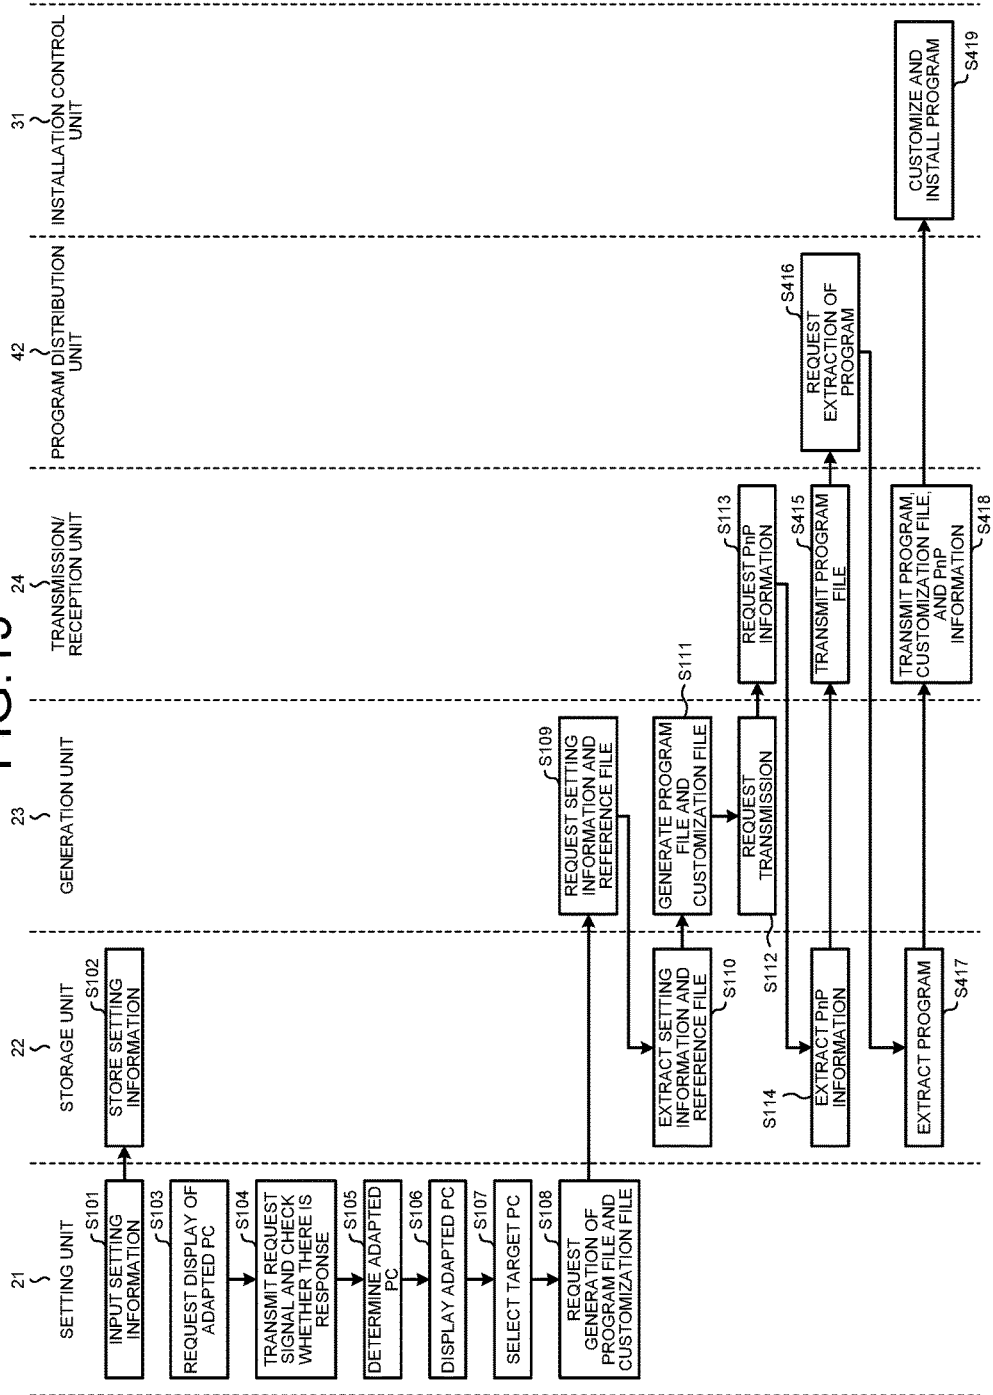 21
SETTING UNIT
22
STORAGE UNIT
23
GENERATION UNIT
24
TRANSMISSION/
RECEPTION UNIT
42
PROGRAM DISTRIBUTION
UNIT
31
INSTALLATION CONTROL
UNIT
S101
INPUT SETTING
INFORMATION
S102
STORE SETTING
INFORMATION
S103
REQUEST DISPLAY OF
ADAPTED PC
S104
TRANSMIT REQUEST
SIGNAL AND CHECK
WHETHER THERE IS
RESPONSE
S105
DETERMINE ADAPTED
PC
S106
DISPLAY ADAPTED PC
S107
SELECT TARGET PC
S108
REQUEST
GENERATION OF
PROGRAM FILE AND
CUSTOMIZATION FILE
S109
REQUEST SETTING
INFORMATION AND
REFERENCE FILE
EXTRACT SETTING
INFORMATION AND
REFERENCE FILE
S110
GENERATE PROGRAM
FILE AND
CUSTOMIZATION FILE
S111
REQUEST
TRANSMISSION
S112
S113
REQUEST PnP
INFORMATION
S114
EXTRACT PnP
INFORMATION
S415
TRANSMIT PROGRAM
FILE
S416
REQUEST
EXTRACTION OF
PROGRAM
EXTRACT PROGRAM
S417
TRANSMIT PROGRAM,
CUSTOMIZATION FILE,
AND PnP
INFORMATION
S418
CUSTOMIZE AND
INSTALL PROGRAM
S419